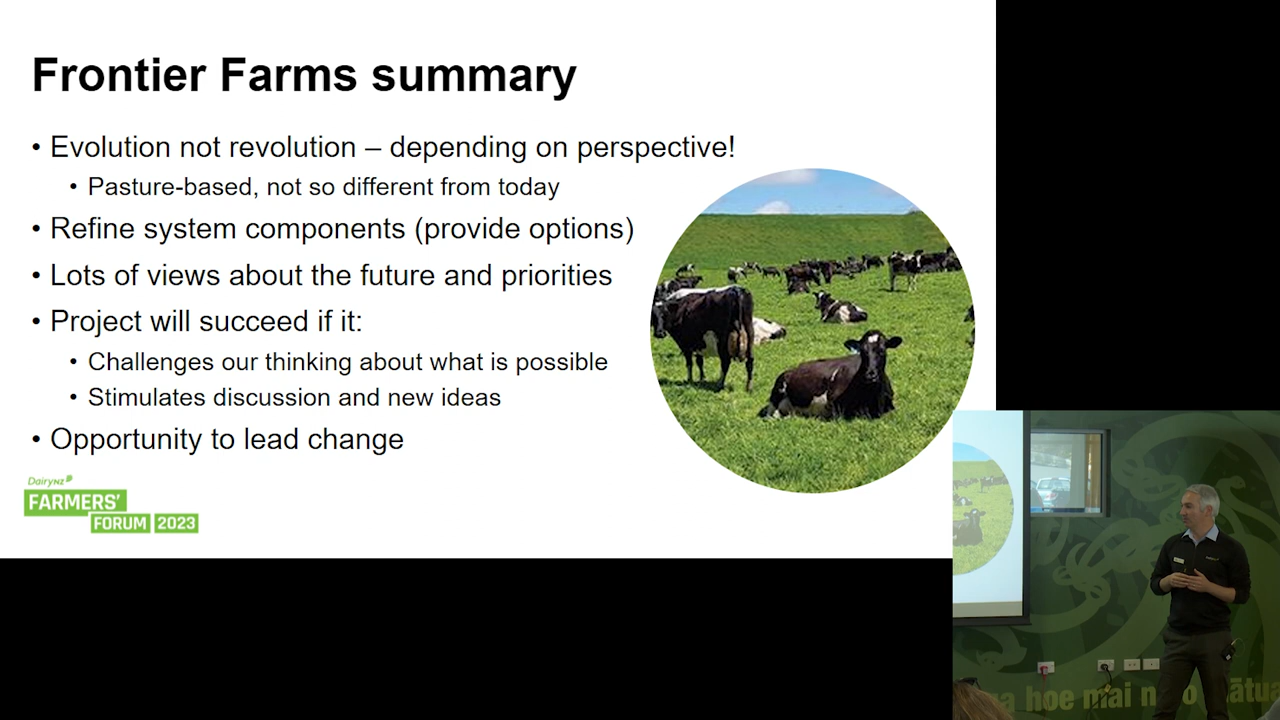 Frontier Farms summary
• Evolution not revolution – depending on perspective!
• Pasture-based, not so different from today
• Refine system components (provide options)
• Lots of views about the future and priorities
• Project will succeed if it:
• Challenges our thinking about what is possible
• Stimulates discussion and new ideas
• Opportunity to lead change
DairyNZ
FARMERS'
FORUM 2023
hoe mai n